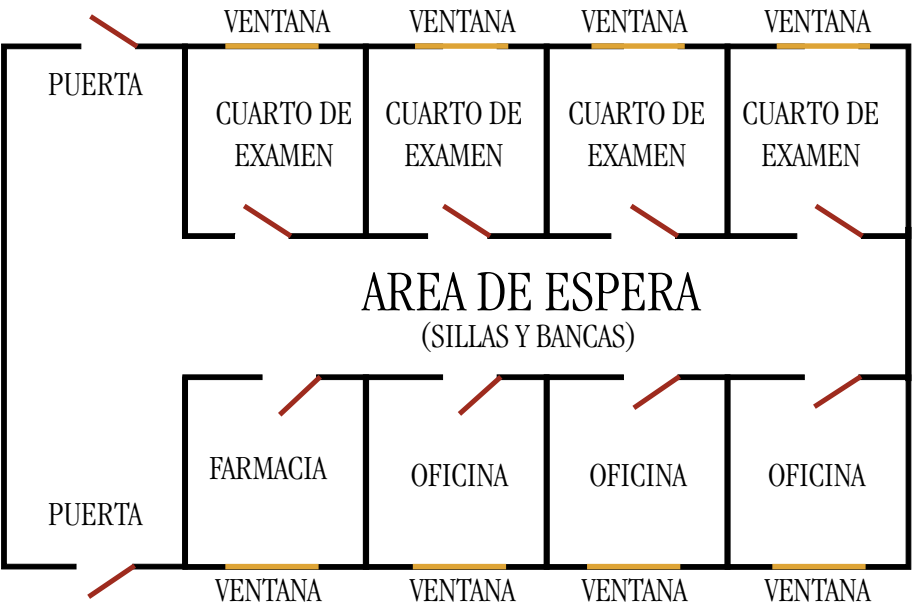 VENTANA
VENTANA
VENTANA
VENTANA
PUERTA
CUARTO DE
EXAMEN
CUARTO DE
EXAMEN
CUARTO DE
EXAMEN
CUARTO DE
EXAMEN
AREA DE ESPERA
(SILLAS Y BANCAS)
FARMACIA
OFICINA
OFICINA
OFICINA
PUERTA
VENTANA
VENTANA
VENTANA
VENTANA